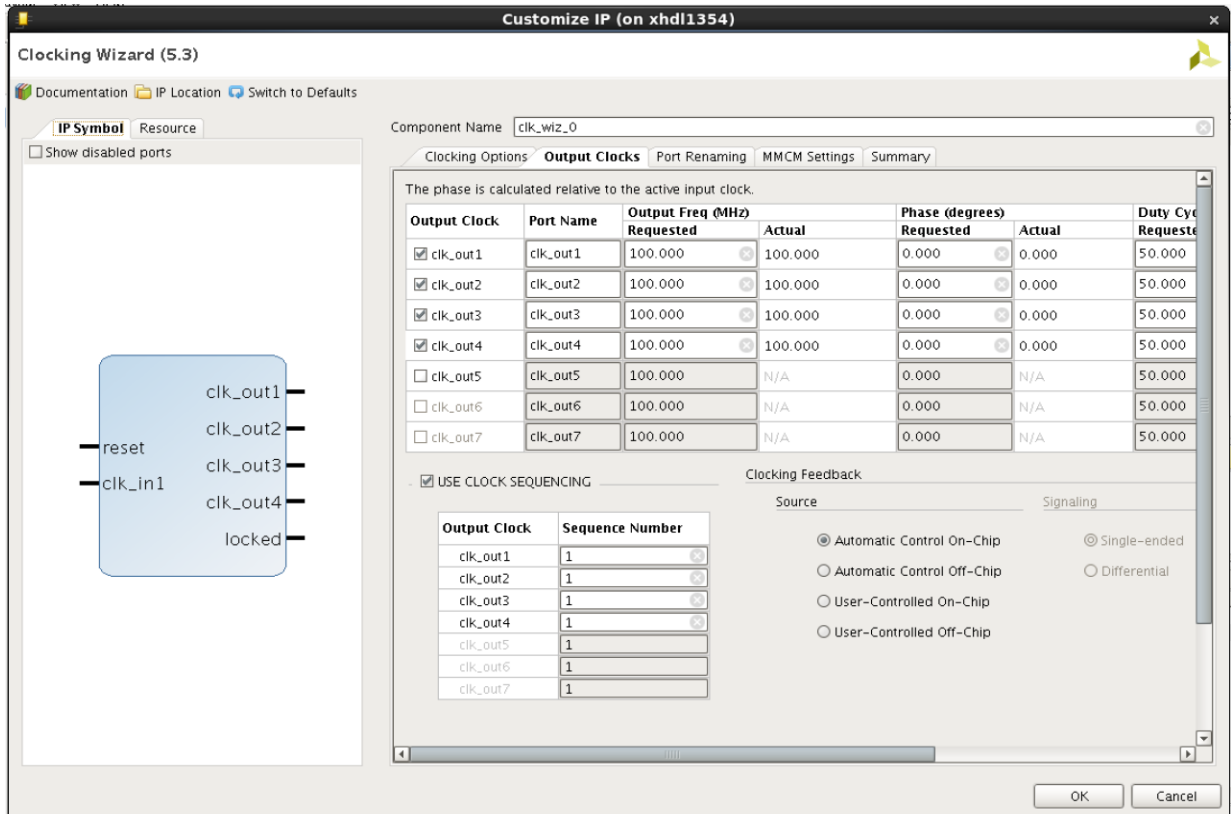 Customize IP (on xhdl1354)
Clocking Wizard (5.3)
Documentation IP Location Switch to Defaults
IP Symbol Resource
Show disabled ports
reset
clk_in1
clk_out1
clk_out2
clk_out3
clk_out4
locked
Component Name clk_wiz_0
Clocking Options Output Clocks Port Renaming MMCM Settings Summary
The phase is calculated relative to the active input clock.
Output Clock Port Name Output Freq (MHz) Phase (degrees) Duty Cyc
Requested Actual Requested Actual Requeste
clk_out1 clk_out1 100.000 100.000 0.000 0.000 50.000
clk_out2 clk_out2 100.000 100.000 0.000 0.000 50.000
clk_out3 clk_out3 100.000 100.000 0.000 0.000 50.000
clk_out4 clk_out4 100.000 100.000 0.000 0.000 50.000
clk_out5 clk_out5 100.000 N/A 0.000 N/A 50.000
clk_out6 clk_out6 100.000 N/A 0.000 N/A 50.000
clk_out7 clk_out7 100.000 N/A 0.000 N/A 50.000
USE CLOCK SEQUENCING
Output Clock Sequence Number
clk_out1 1
clk_out2 1
clk_out3 1
clk_out4 1
clk_out5 1
clk_out6 1
clk_out7 1
Clocking Feedback
Source Signaling
Automatic Control On-Chip Single-ended
Automatic Control Off-Chip Differential
User-Controlled On-Chip
User-Controlled Off-Chip
OK Cancel